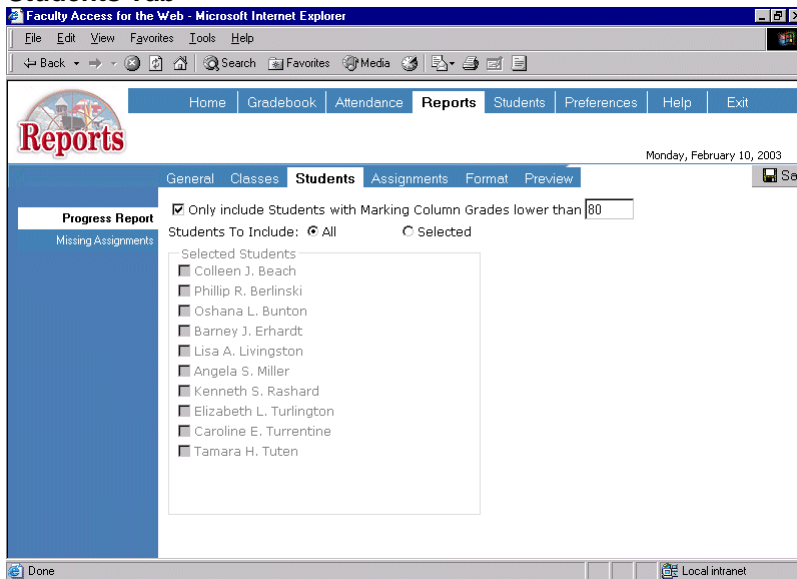 Faculty Access for the Web - Microsoft Internet Explorer
File Edit View Favorites Tools Help
Back Search Favorites Media
Home Gradebook Attendance Reports Students Preferences Help Exit
Reports
Monday, February 10, 2003
General Classes Students Assignments Format Preview Sa
Progress Report
Missing Assignments
Only include Students with Marking Column Grades lower than 80
Students To Include: All Selected
Selected Students
Colleen J. Beach
Phillip R. Berlinski
Oshana L. Bunton
Barney J. Erhardt
Lisa A. Livingston
Angela S. Miller
Kenneth S. Rashard
Elizabeth L. Turlington
Caroline E. Turrentine
Tamara H. Tuten
Done Local intranet